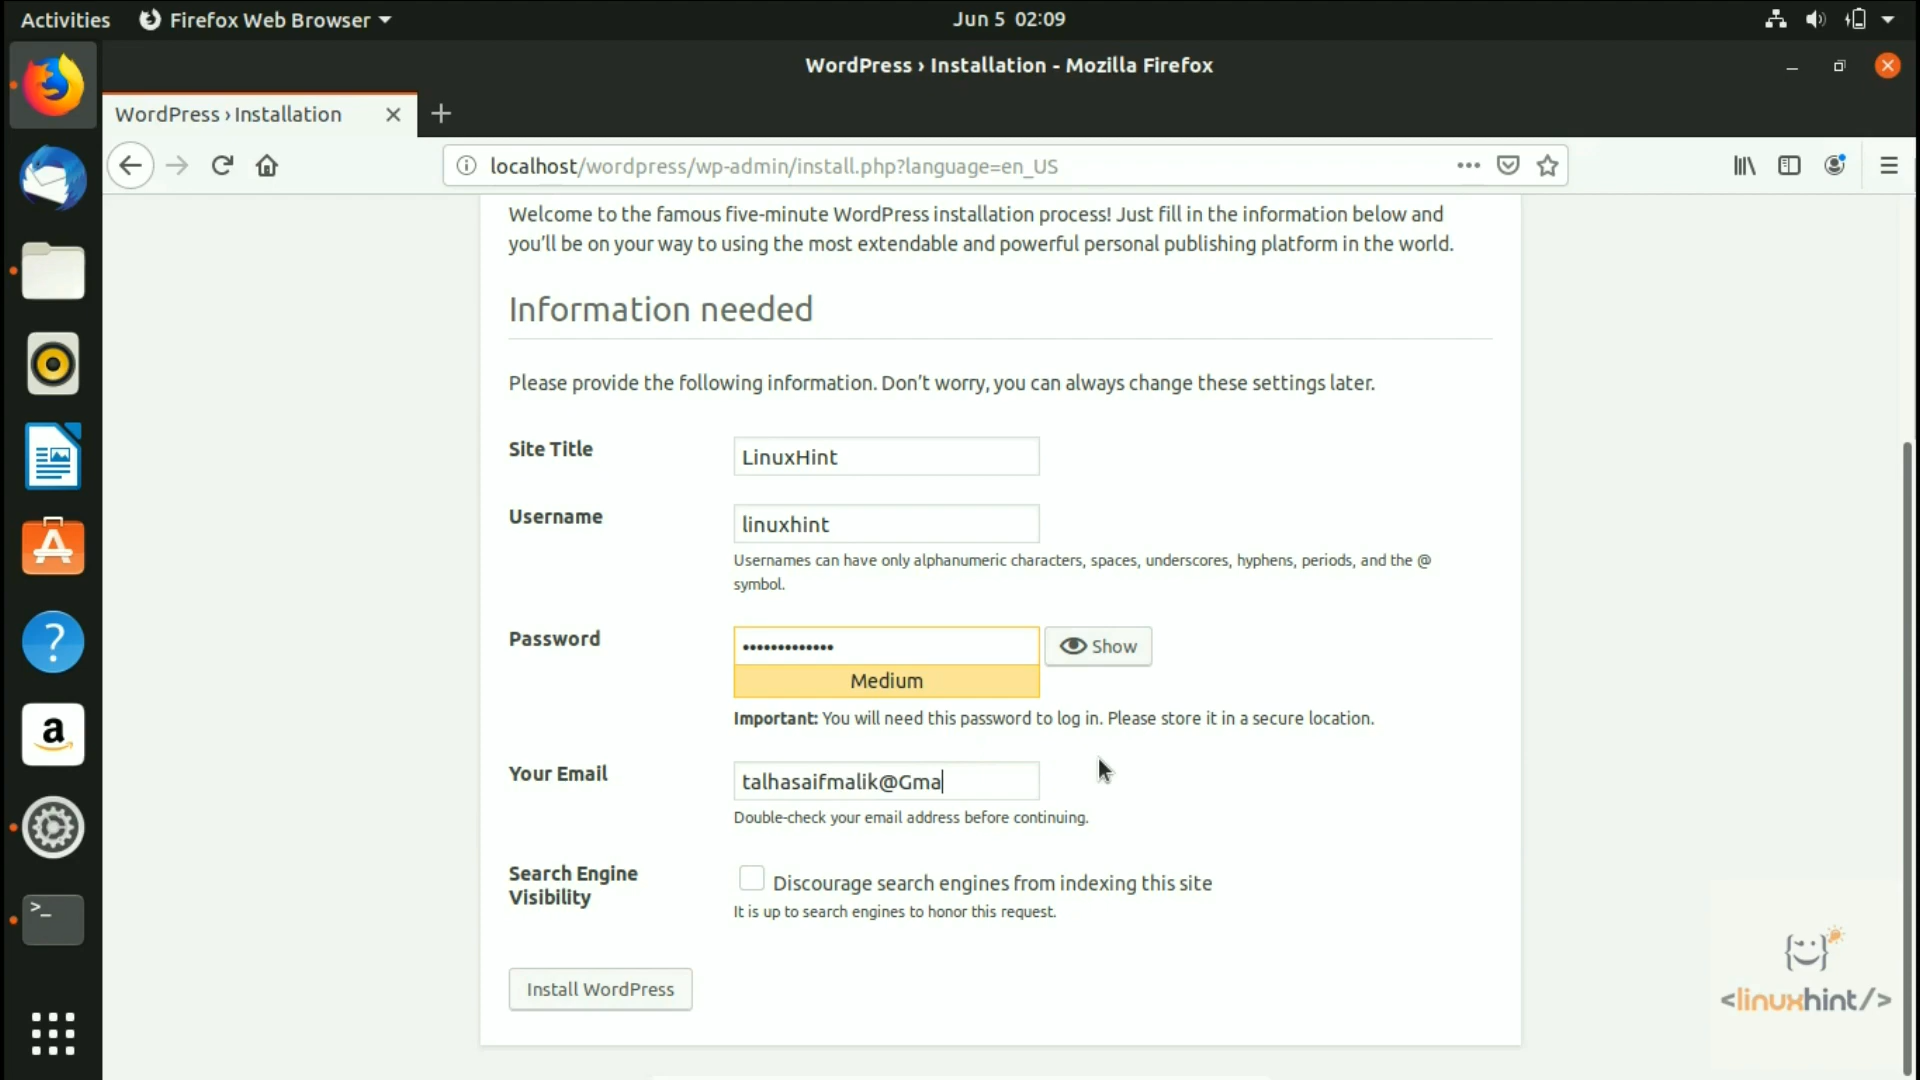 Activities Firefox Web Browser Jun 5 02:09
WordPress › Installation - Mozilla Firefox
WordPress › Installation
localhost/wordpress/wp-admin/install.php?language=en_US
Welcome to the famous five-minute WordPress installation process! Just fill in the information below and
you’ll be on your way to using the most extendable and powerful personal publishing platform in the world.
Information needed
Please provide the following information. Don’t worry, you can always change these settings later.
Site Title LinuxHint
Username linuxhint
Usernames can have only alphanumeric characters, spaces, underscores, hyphens, periods, and the @
symbol.
Password ••••••••••••• Show
Medium
Important: You will need this password to log in. Please store it in a secure location.
Your Email talhasaifmalik@Gma
Double-check your email address before continuing.
Search Engine
Visibility
Discourage search engines from indexing this site
It is up to search engines to honor this request.
Install WordPress
<linuxhint/>